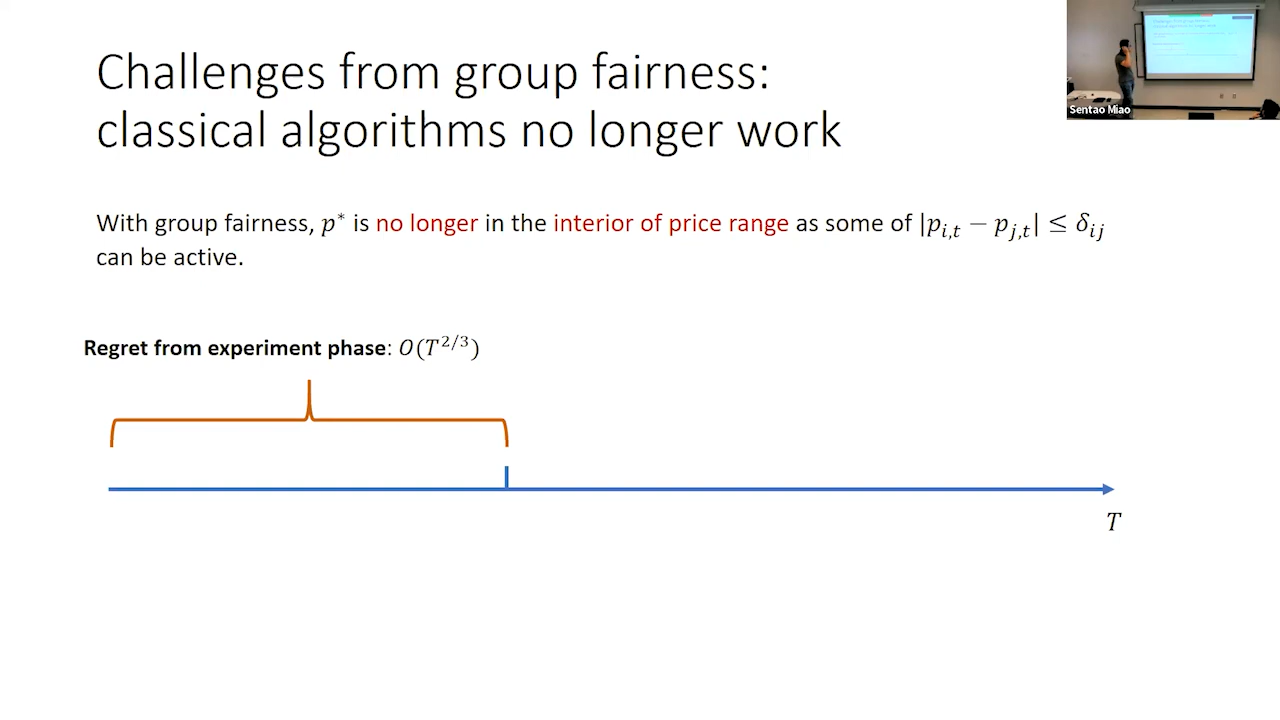 Challenges from group fairness:
classical algorithms no longer work
Sentao Miao
With group fairness, p* is no longer in the interior of price range as some of |p_{i,t} − p_{j,t}| ≤ δ_{ij}
can be active.
Regret from experiment phase: O(T^{2/3})
T